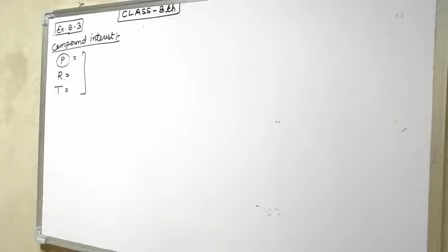 CLASS-8th
Ex-8.3
Compound interest:-
P =
R =
T =